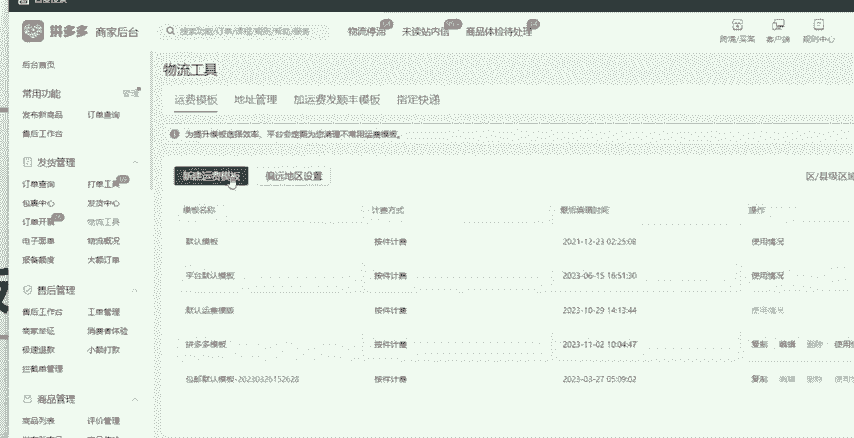 拼多多 商家后台
搜索功能/订单/课程/规则/帮助/服务
物流停滞 未读站内信 商品体检待处理
跨境/买菜 客户端 规则中心
后台首页
常用功能 管理
发布新商品 订单查询
售后工作台
发货管理
订单查询 打单工具
包裹中心 发货中心
订单开票 物流工具
电子面单 物流概况
报备额度 大额订单
售后管理
售后工作台 工单管理
商家举证 消费者体验
极速退款 小额打款
拦截单管理
商品管理
商品列表 评价管理
物流工具
运费模板 地址管理 加运费发顺丰模板 指定快递
为提升模板选择效率，平台会定期为您清理不常用运费模板。
新建运费模板 偏远地区设置
区/县级区域
模板名称 计费方式 最后编辑时间 操作
默认模板 按件计费 2021-12-23 02:25:08 使用情况
平台默认模板 按件计费 2023-06-15 16:51:30 使用情况
默认运费模版 按件计费 2023-10-29 14:13:44 使用情况
拼多多模板 按件计费 2023-11-02 10:04:47 复制 编辑 删除 使用
包邮默认模板-20230326152628 按件计费 2023-03-27 05:09:02 复制 编辑 删除 使用